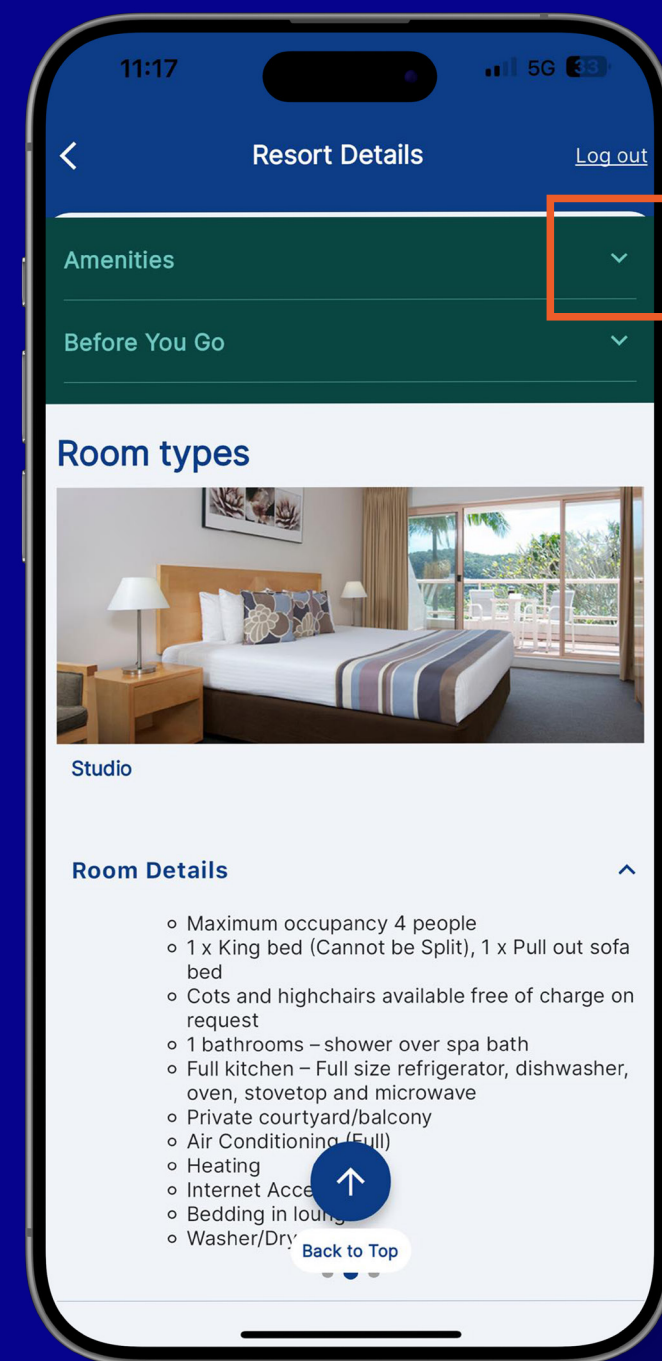 11:17
5G 33
Resort Details
Log out
Amenities
Before You Go
Room types
Studio
Room Details
Maximum occupancy 4 people
1 x King bed (Cannot be Split), 1 x Pull out sofa
bed
Cots and highchairs available free of charge on
request
1 bathrooms – shower over spa bath
Full kitchen – Full size refrigerator, dishwasher,
oven, stovetop and microwave
Private courtyard/balcony
Air Conditioning (Full)
Heating
Internet
Bedding in
Back to Top